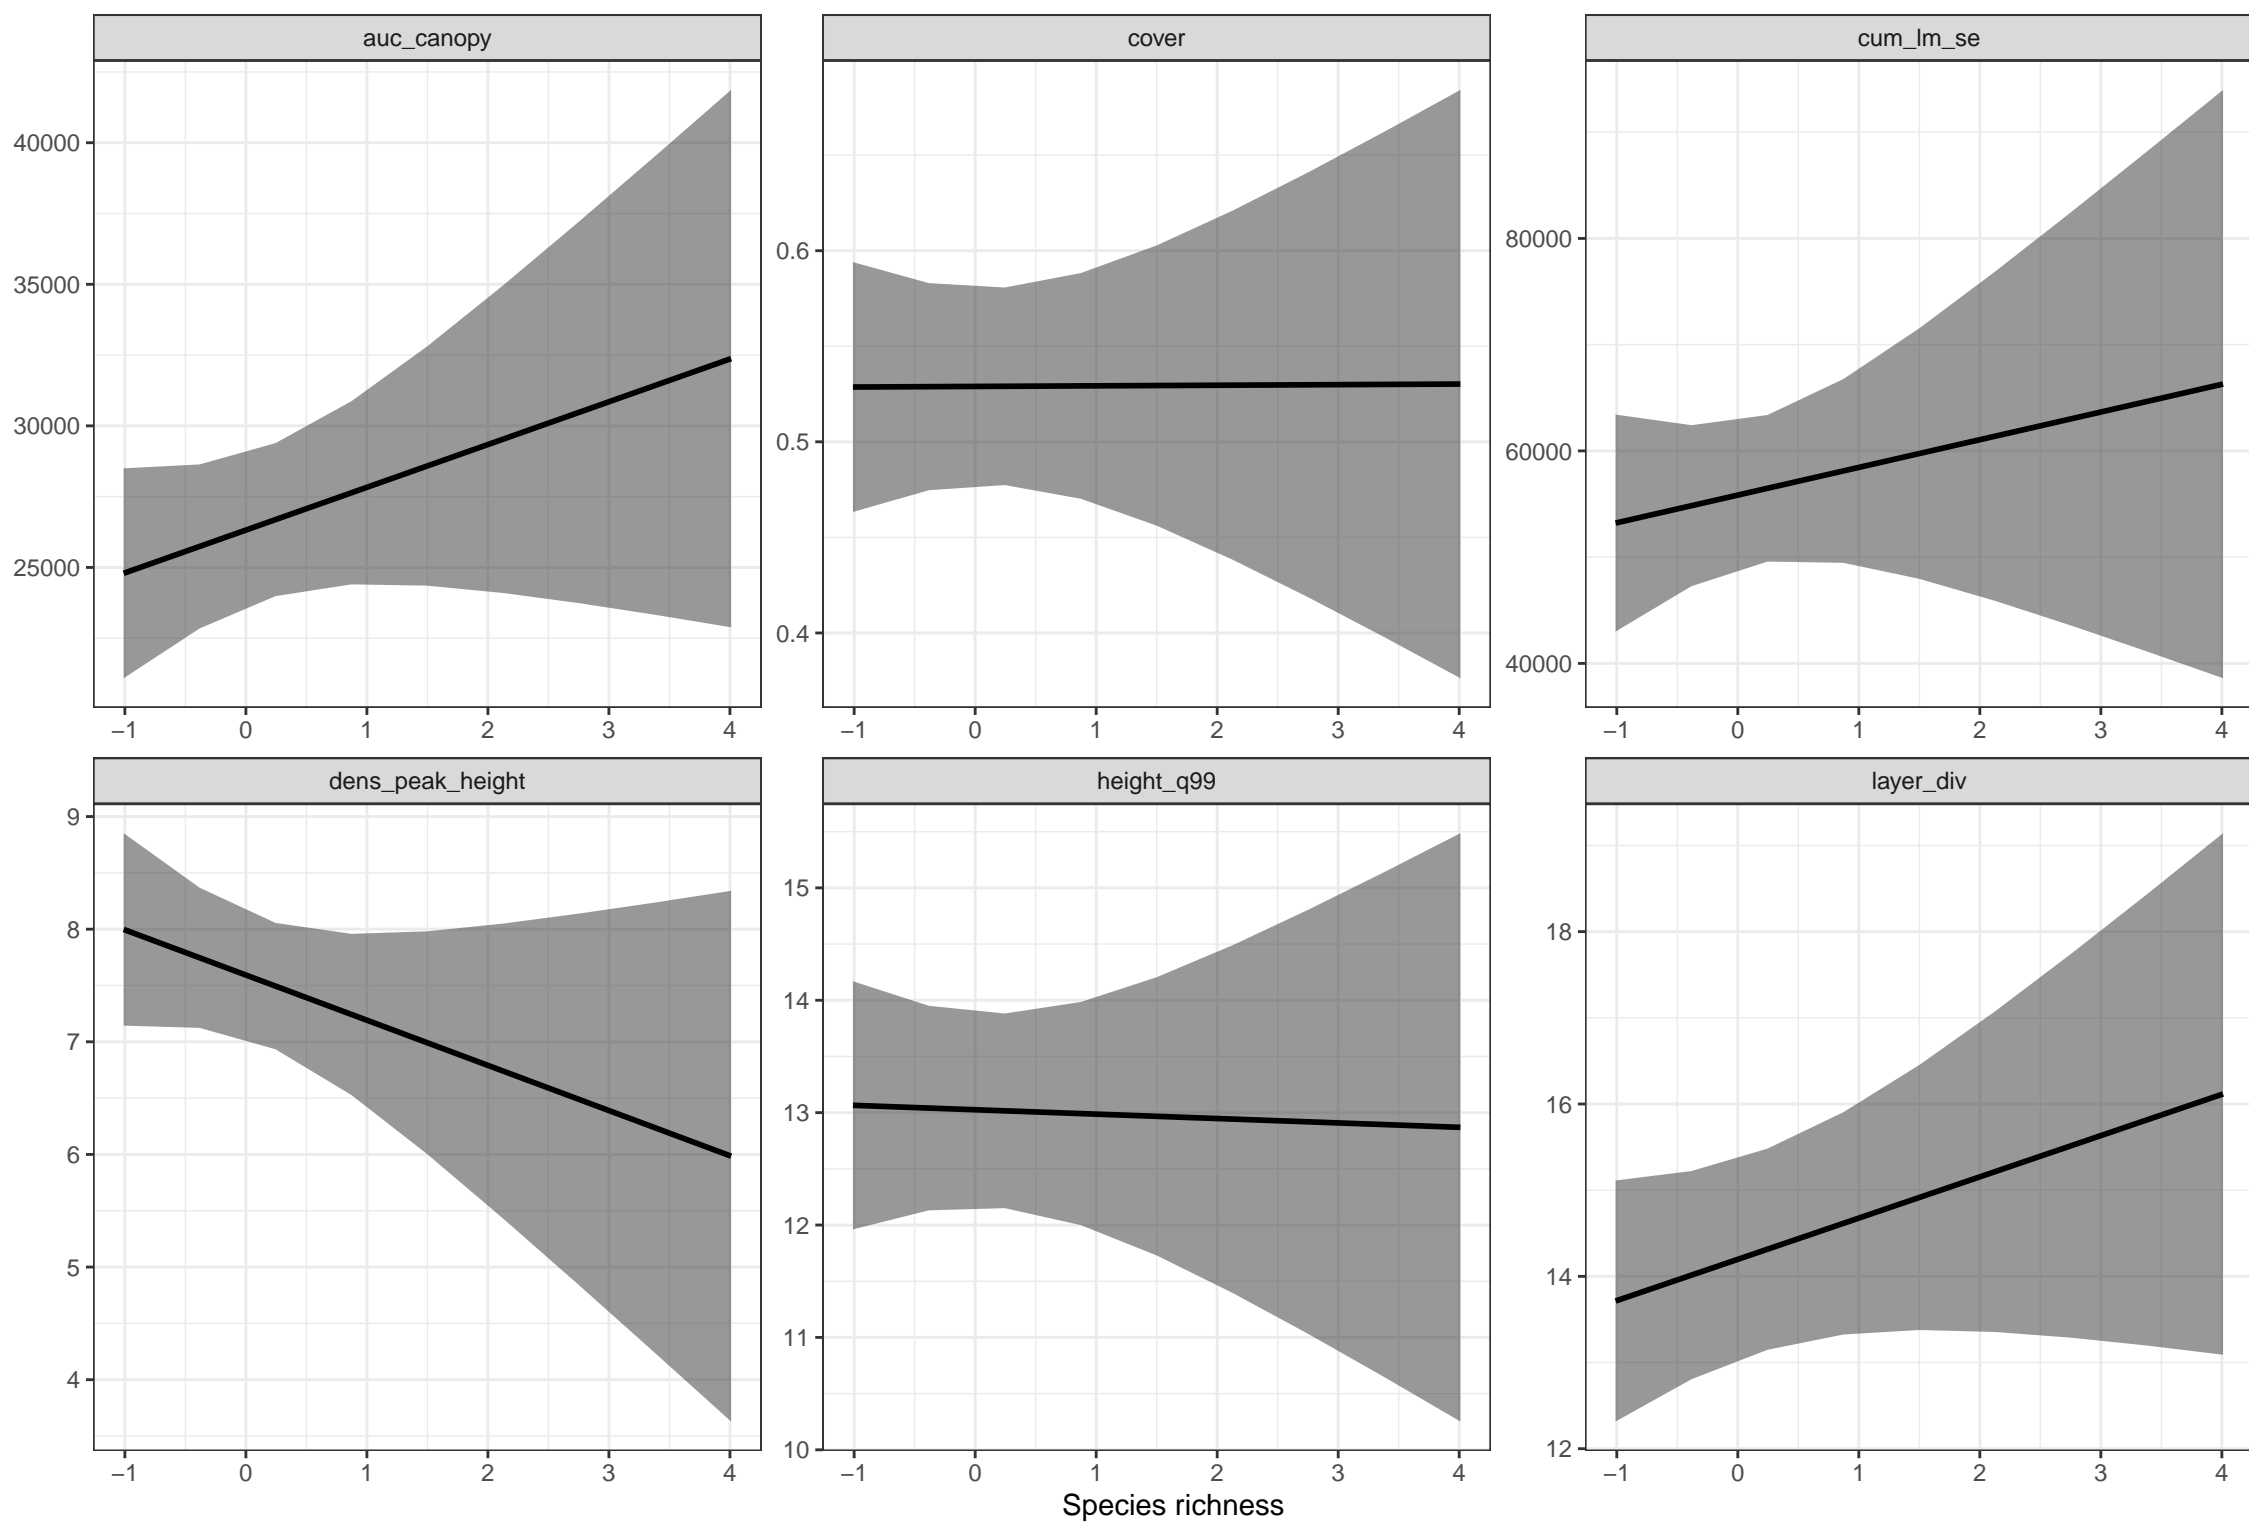 auc_canopy
cover
cum_lm_se
40000
35000
30000
25000
0.6
0.5
0.4
80000
60000
40000
−1 0 1 2 3 4
−1 0 1 2 3 4
−1 0 1 2 3 4
dens_peak_height
height_q99
layer_div
9
8
7
6
5
4
15
14
13
12
11
10
18
16
14
12
−1 0 1 2 3 4
−1 0 1 2 3 4
−1 0 1 2 3 4
Species richness